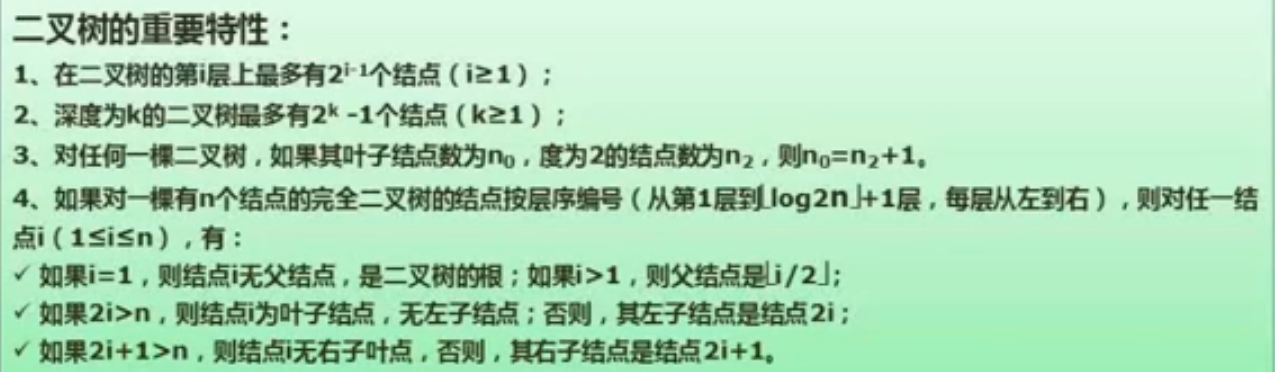 二叉树的重要特性：
1、在二叉树的第i层上最多有2ⁱ⁻¹个结点（i≥1）；
2、深度为k的二叉树最多有2ᵏ -1个结点（k≥1）；
3、对任何一棵二叉树，如果其叶子结点数为n₀，度为2的结点数为n₂，则n₀=n₂+1。
4、如果对一棵有n个结点的完全二叉树的结点按层序编号（从第1层到⌊log2n⌋+1层，每层从左到右），则对任一结
点i（1≤i≤n），有：
✓ 如果i=1，则结点i无父结点，是二叉树的根；如果i>1，则父结点是⌊i/2⌋；
✓ 如果2i>n，则结点i为叶子结点，无左子结点；否则，其左子结点是结点2i；
✓ 如果2i+1>n，则结点i无右子叶点，否则，其右子结点是结点2i+1。